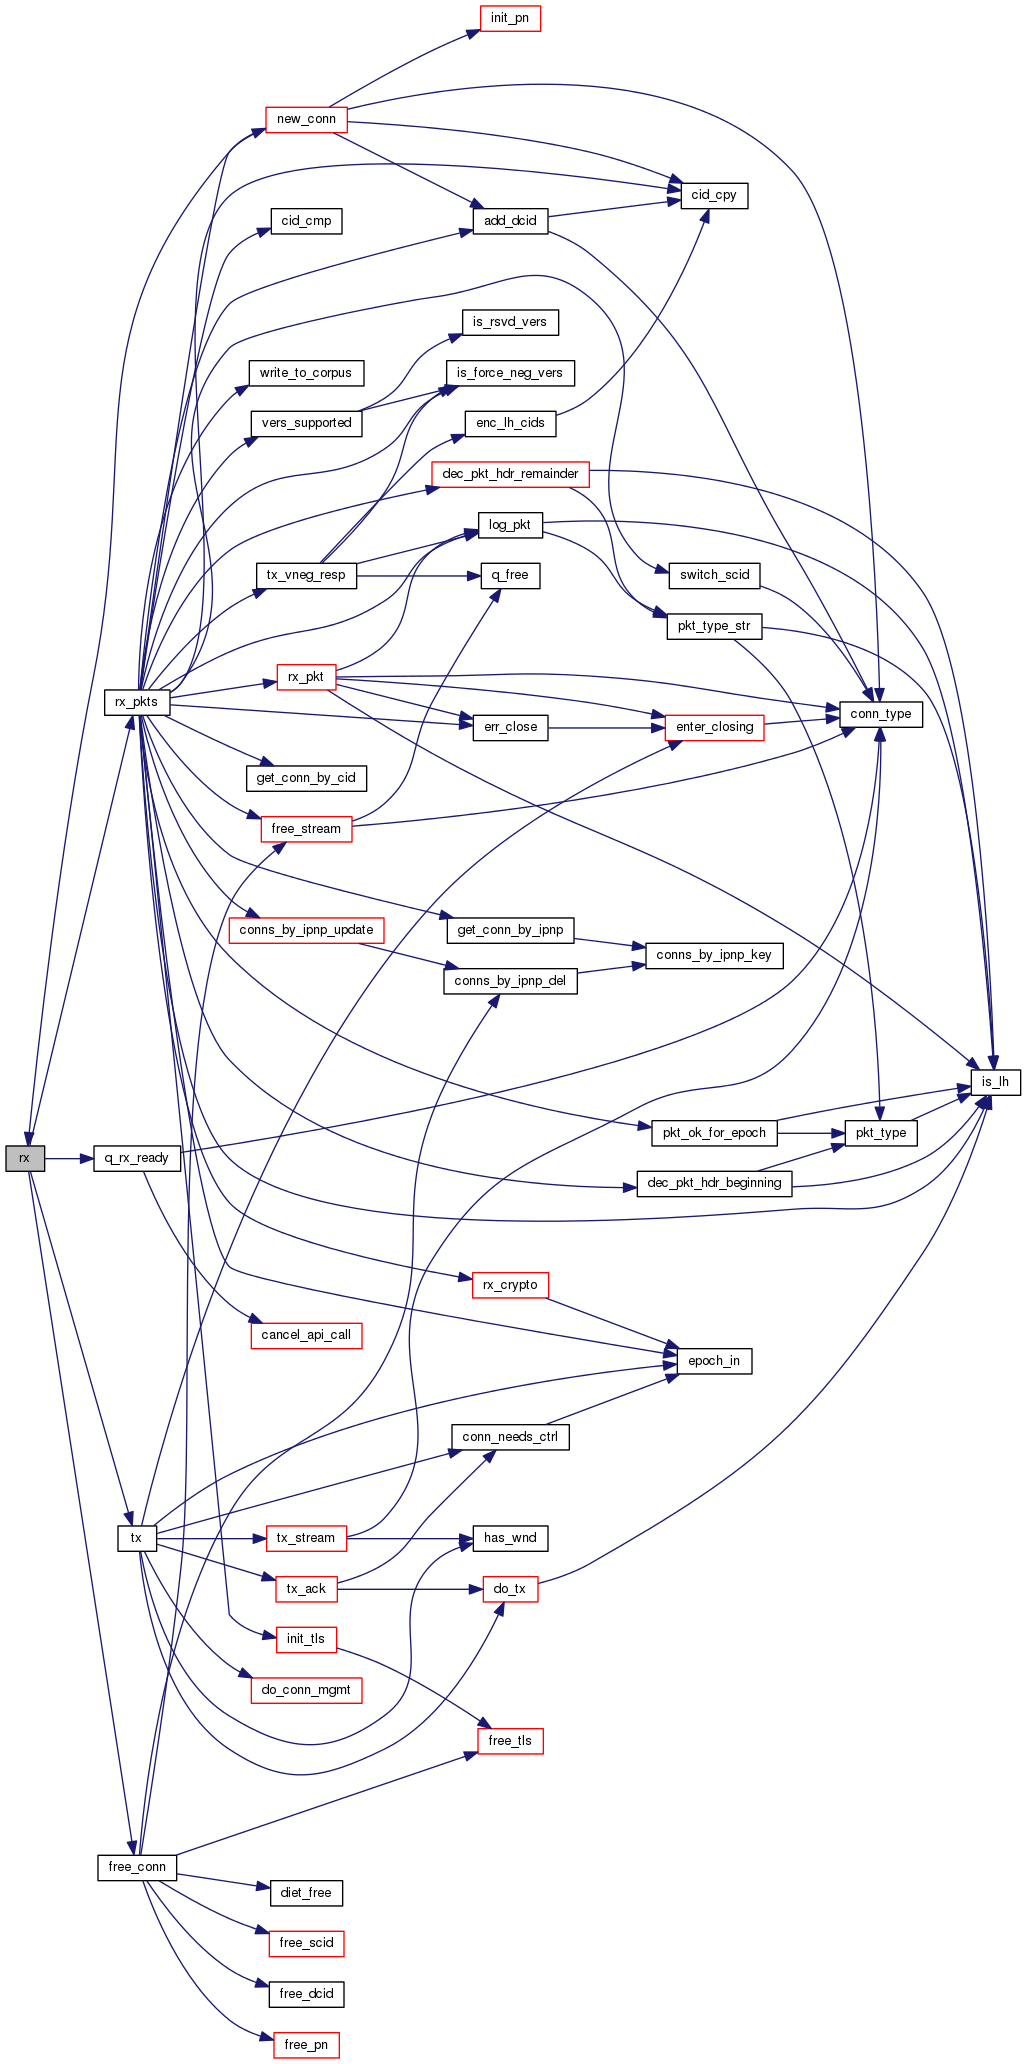 init_pn
new_conn
cid_cpy
cid_cmp
add_dcid
is_rsvd_vers
write_to_corpus
is_force_neg_vers
vers_supported
enc_lh_cids
dec_pkt_hdr_remainder
log_pkt
tx_vneg_resp
q_free
switch_scid
pkt_type_str
rx_pkt
rx_pkts
err_close
enter_closing
conn_type
get_conn_by_cid
free_stream
conns_by_ipnp_update
get_conn_by_ipnp
conns_by_ipnp_key
conns_by_ipnp_del
is_lh
pkt_ok_for_epoch
pkt_type
rx
q_rx_ready
dec_pkt_hdr_beginning
rx_crypto
cancel_api_call
epoch_in
conn_needs_ctrl
tx
tx_stream
has_wnd
tx_ack
do_tx
init_tls
do_conn_mgmt
free_tls
free_conn
diet_free
free_scid
free_dcid
free_pn